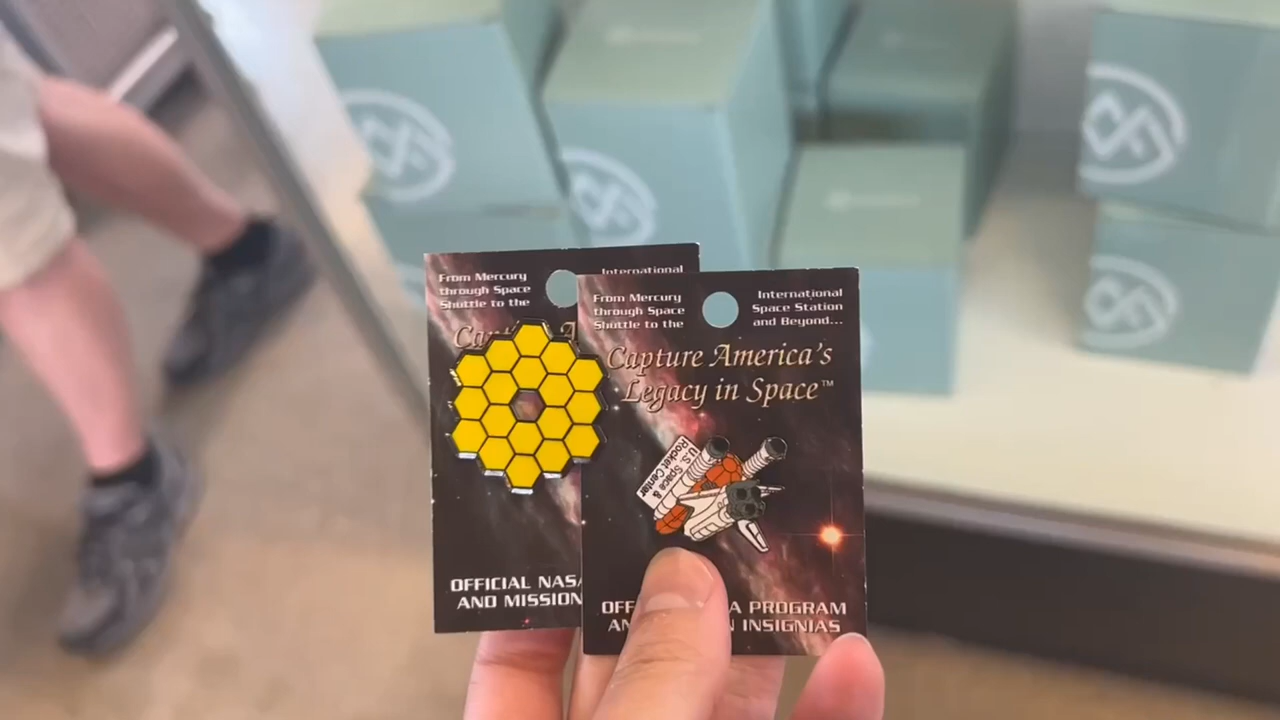 From Mercury
through Space
Shuttle to the
International
From Mercury
through Space
Shuttle to the
International
Space Station
and Beyond...
Capture America's
Legacy in Space™
U.S. Space &
Rocket Center
OFFICIAL NASA
AND MISSION
PROGRAM
INSIGNIAS